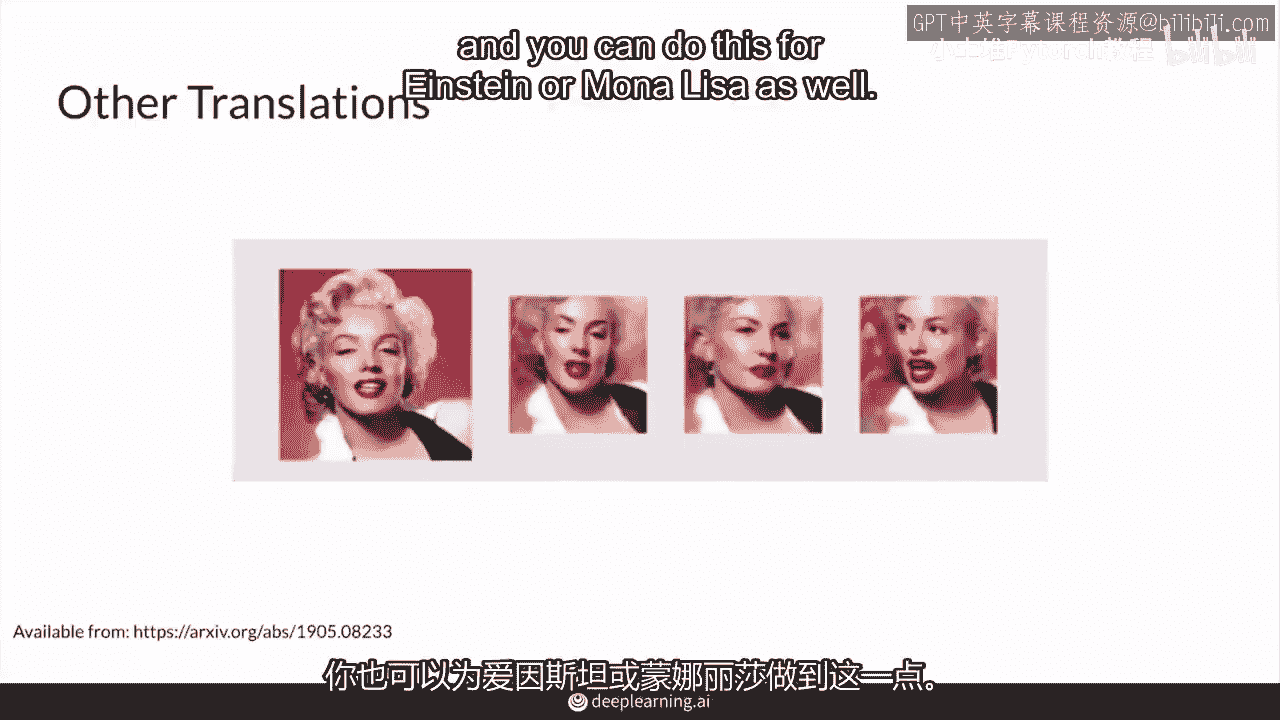 GPT中英字幕课程资源@bilibili.com
and you can do this for
Einstein or Mona Lisa as well.
Other Translations
Available from: https://arxiv.org/abs/1905.08233
你也可以为爱因斯坦或蒙娜丽莎做到这一点。
deeplearning.ai